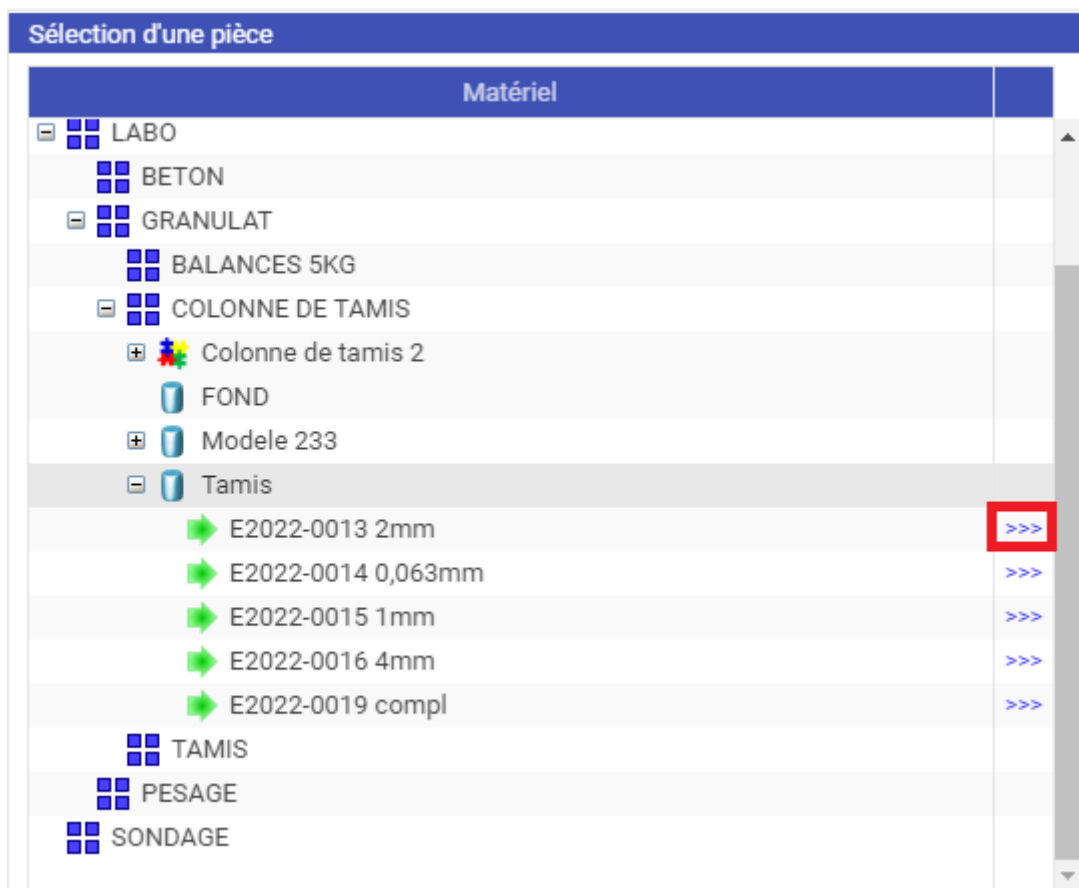 Sélection d'une pièce
Matériel
LABO
BETON
GRANULAT
BALANCES 5KG
COLONNE DE TAMIS
Colonne de tamis 2
FOND
Modele 233
Tamis
E2022-0013 2mm >>>
E2022-0014 0,063mm >>>
E2022-0015 1mm >>>
E2022-0016 4mm >>>
E2022-0019 compl >>>
TAMIS
PESAGE
SONDAGE